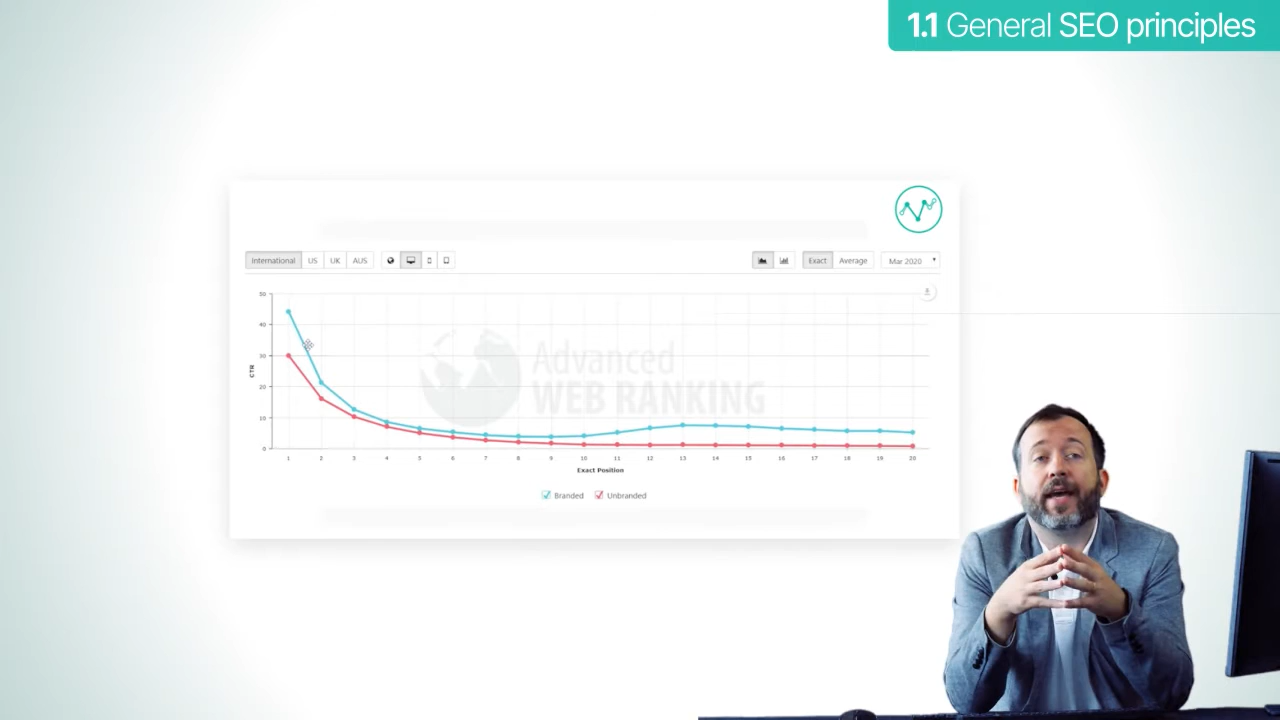 1.1 General SEO principles
International US UK AUS
Exact Average Mar 2020
50
40
30
20
10
0
CTR
Advanced
WEB RANKING
1 2 3 4 5 6 7 8 9 10 11 12 13 14 15 16 17 18 19 20
Exact Position
Branded Unbranded